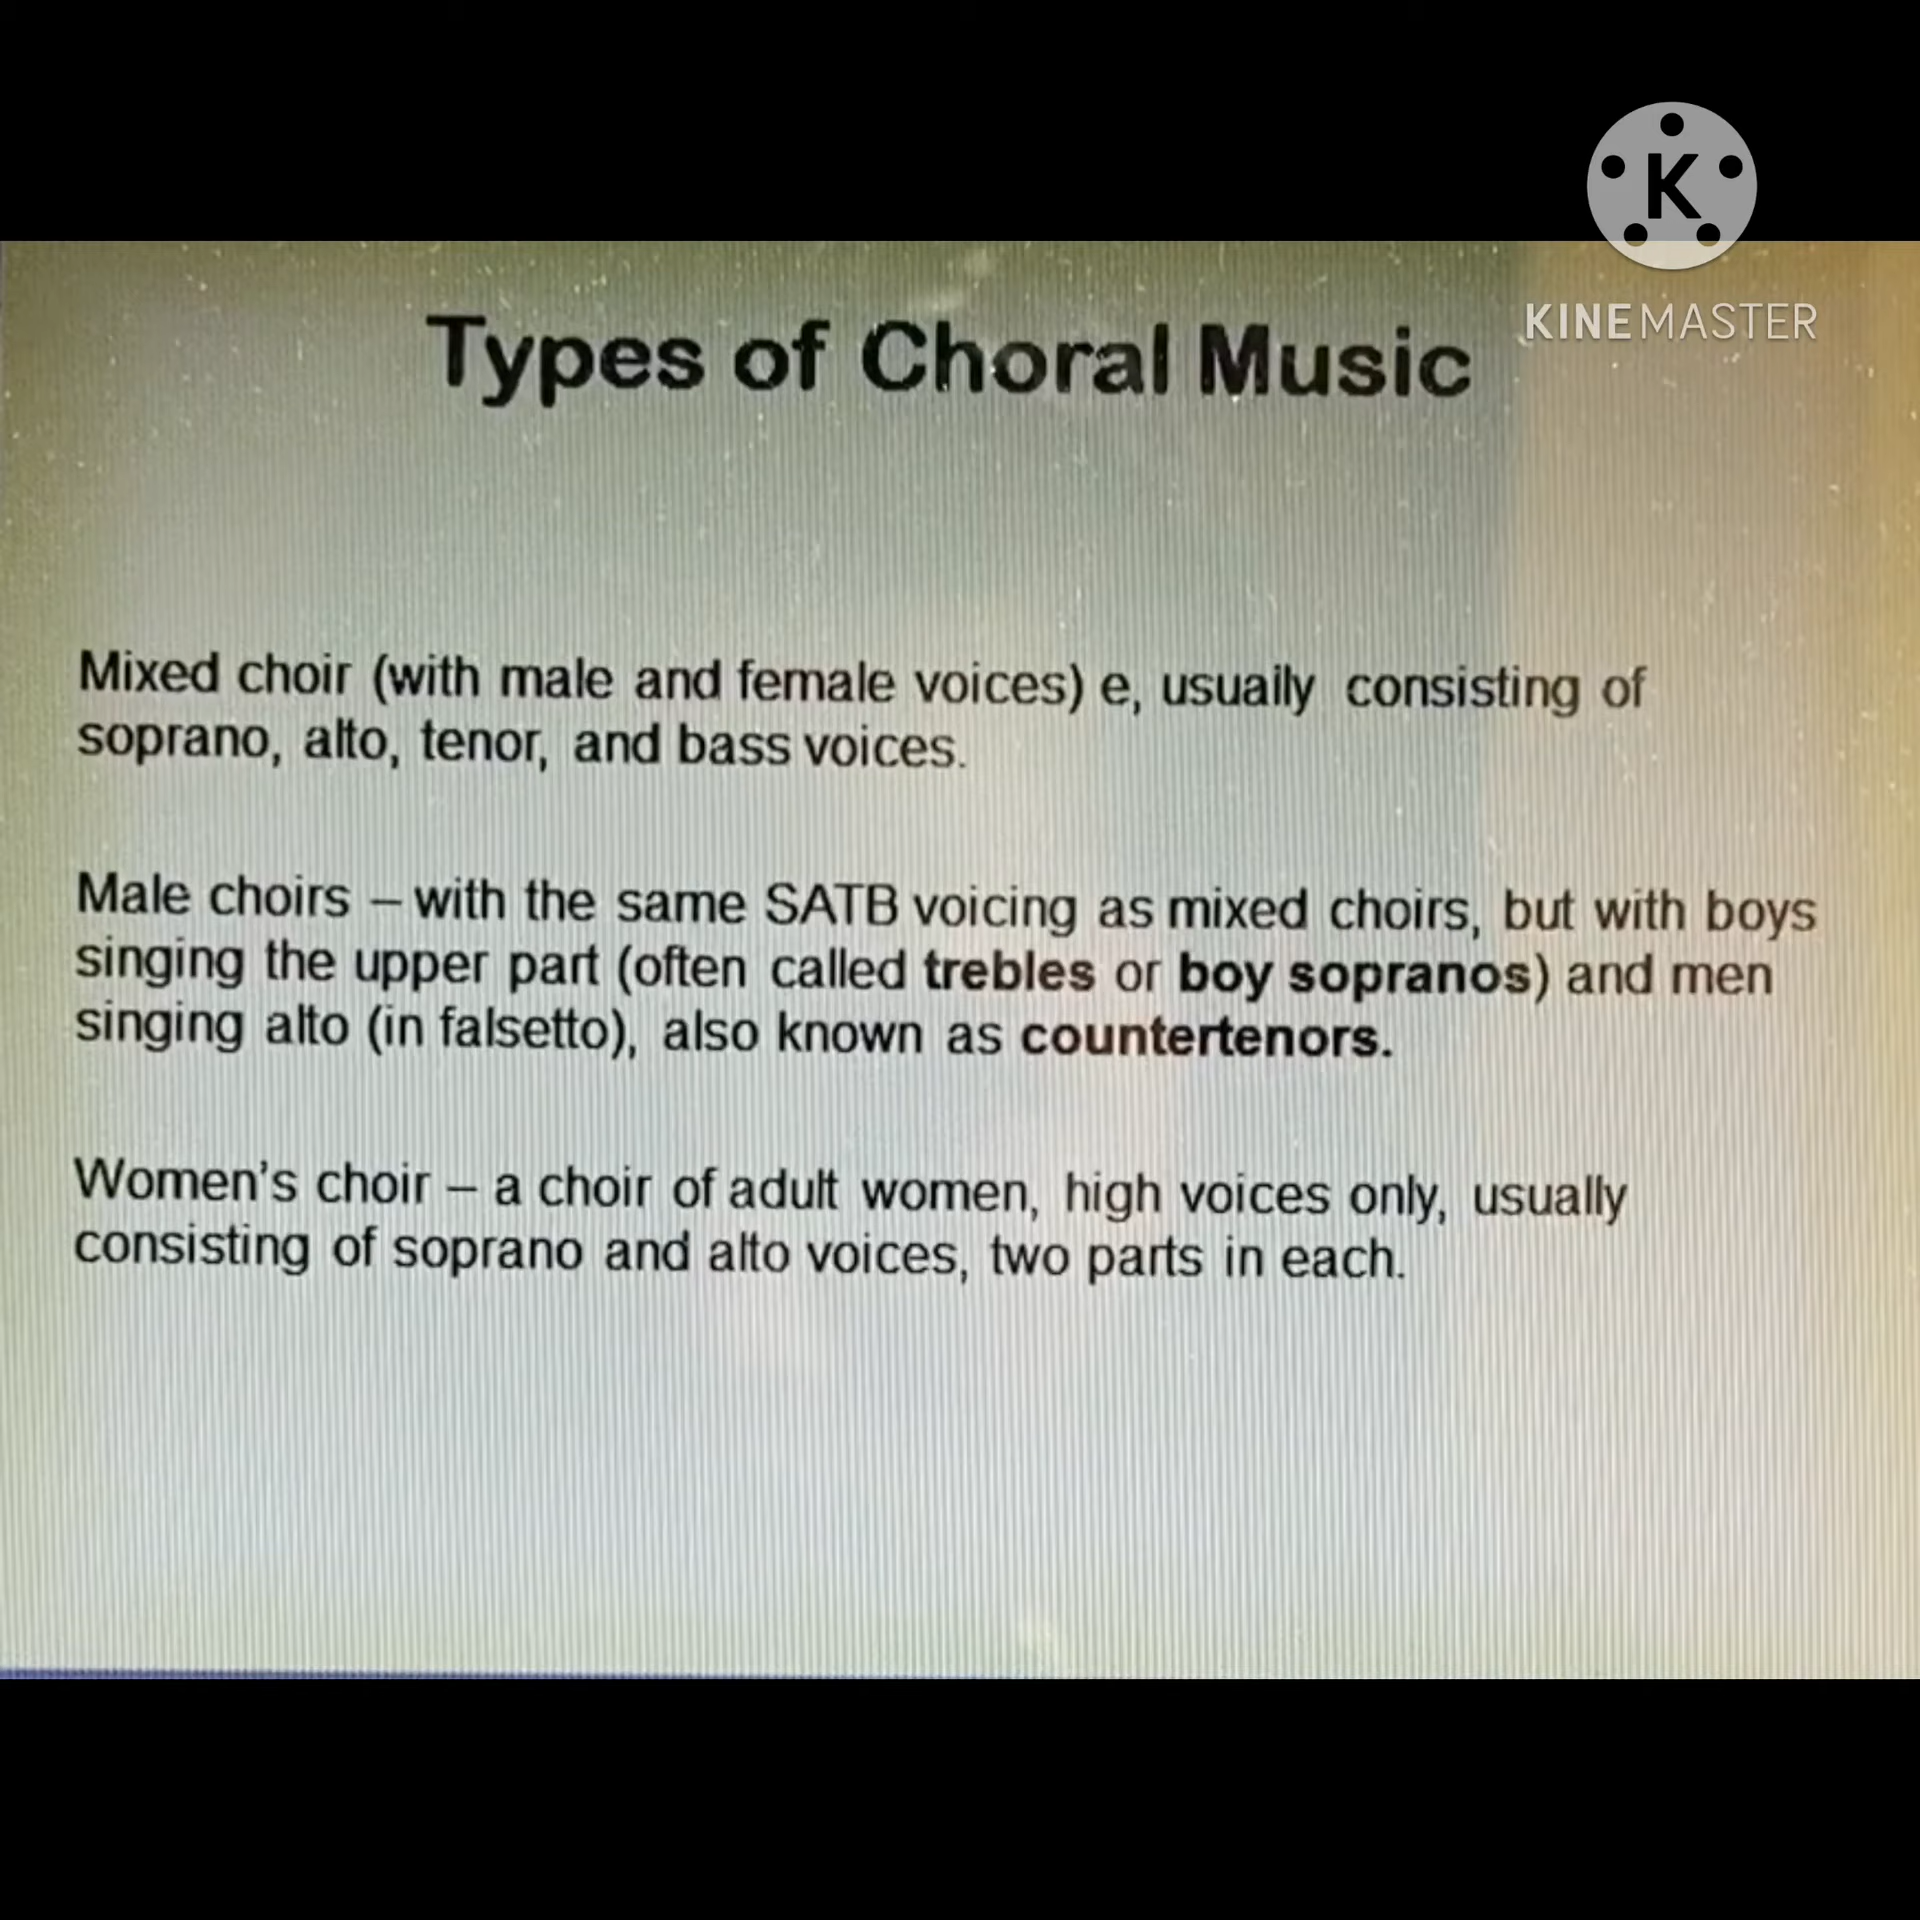 K
KINEMASTER
Types of Choral Music
Mixed choir (with male and female voices) e, usually consisting of
soprano, alto, tenor, and bass voices.
Male choirs – with the same SATB voicing as mixed choirs, but with boys
singing the upper part (often called trebles or boy sopranos) and men
singing alto (in falsetto), also known as countertenors.
Women's choir – a choir of adult women, high voices only, usually
consisting of soprano and alto voices, two parts in each.